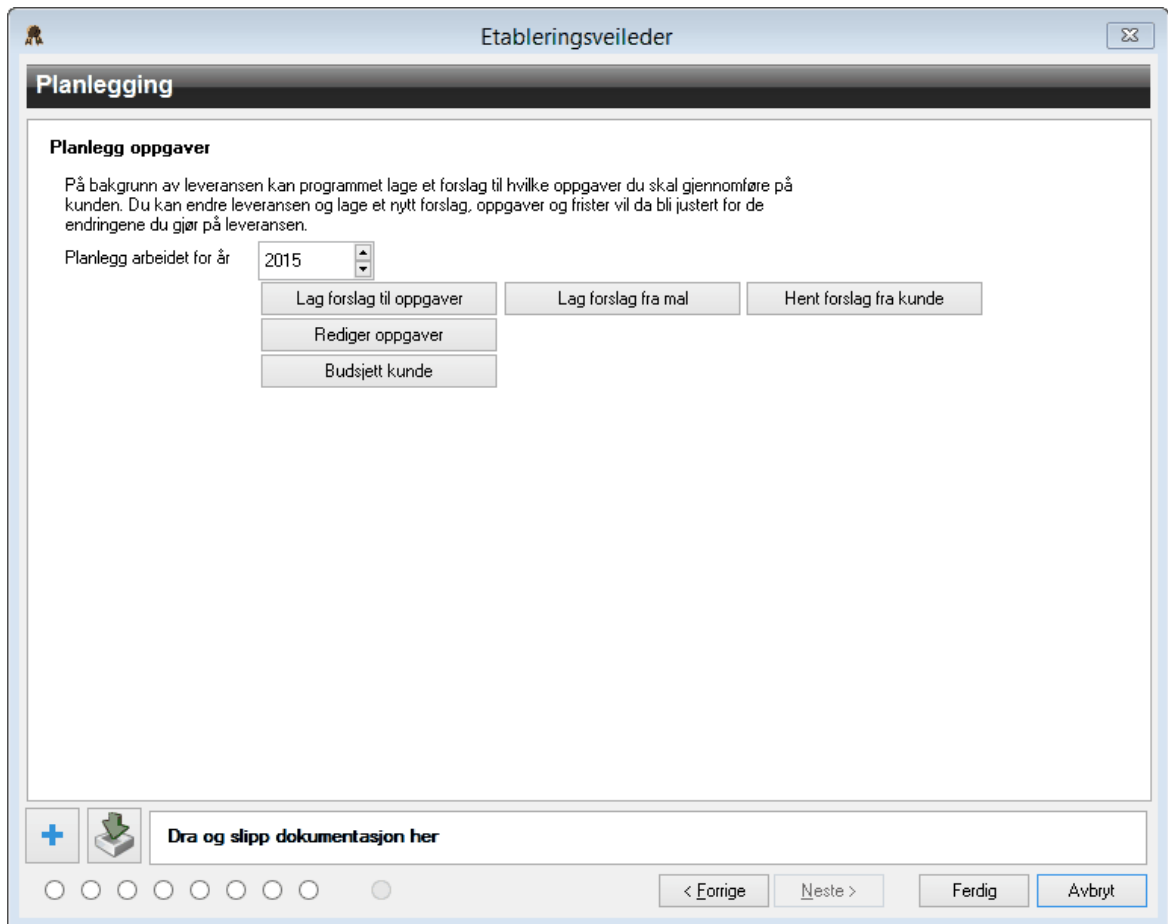 Etableringsveileder
Planlegging
Planlegg oppgaver
På bakgrunn av leveransen kan programmet lage et forslag til hvilke oppgaver du skal gjennomføre på
kunden. Du kan endre leveransen og lage et nytt forslag, oppgaver og frister vil da bli justert for de
endringene du gjør på leveransen.
Planlegg arbeidet for år 2015
Lag forslag til oppgaver Lag forslag fra mal Hent forslag fra kunde
Rediger oppgaver
Budsjett kunde
Dra og slipp dokumentasjon her
< Forrige Neste > Ferdig Avbryt